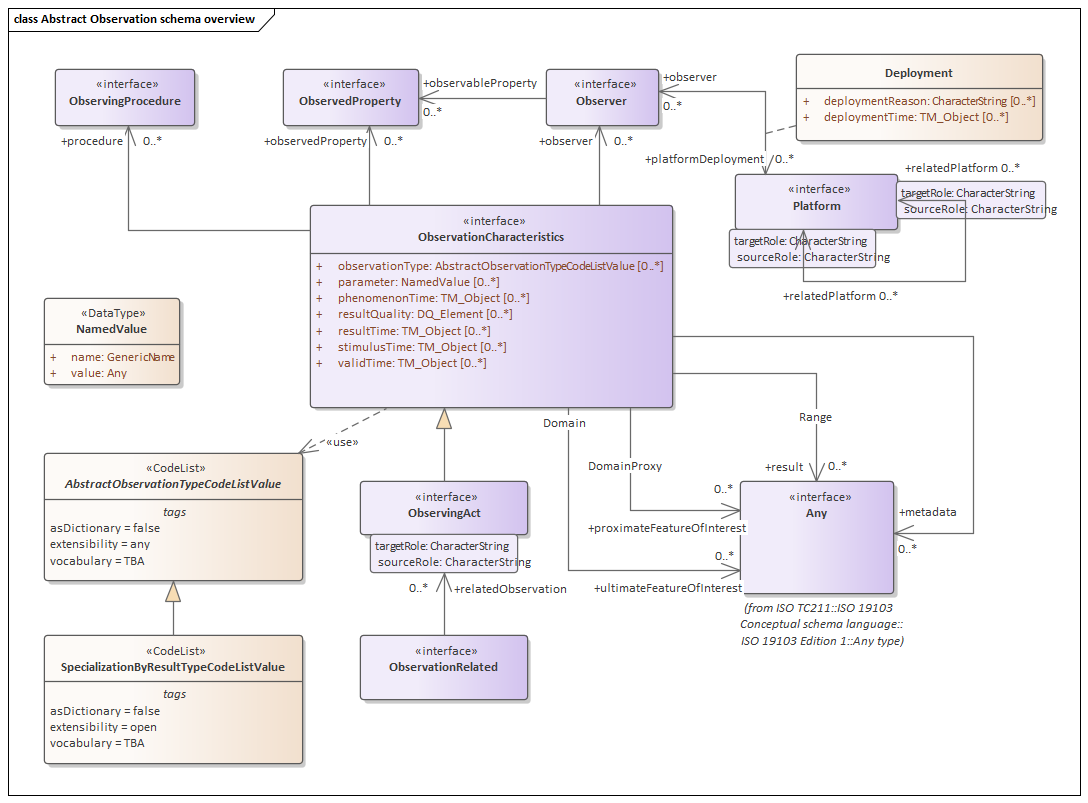 class Abstract Observation schema overview
«interface»
ObservingProcedure
«interface»
ObservedProperty
+observableProperty
0..*
«interface»
Observer
+observer
0..*
Deployment
+ deploymentReason: CharacterString [0..*]
+ deploymentTime: TM_Object [0..*]
+procedure 0..*
+observedProperty 0..*
+observer 0..*
+platformDeployment 0..*
+relatedPlatform 0..*
«interface»
Platform
targetRole: CharacterString
sourceRole: CharacterString
targetRole: CharacterString
sourceRole: CharacterString
+relatedPlatform 0..*
«interface»
ObservationCharacteristics
+ observationType: AbstractObservationTypeCodeListValue [0..*]
+ parameter: NamedValue [0..*]
+ phenomenonTime: TM_Object [0..*]
+ resultQuality: DQ_Element [0..*]
+ resultTime: TM_Object [0..*]
+ stimulusTime: TM_Object [0..*]
+ validTime: TM_Object [0..*]
«DataType»
NamedValue
+ name: GenericName
+ value: Any
«use»
Domain
DomainProxy
Range
+result 0..*
«CodeList»
AbstractObservationTypeCodeListValue
tags
asDictionary = false
extensibility = any
vocabulary = TBA
«interface»
ObservingAct
targetRole: CharacterString
sourceRole: CharacterString
0..* +relatedObservation
0..*
+proximateFeatureOfInterest
0..*
+ultimateFeatureOfInterest
«interface»
Any
+metadata
0..*
(from ISO TC211::ISO 19103
Conceptual schema language::
ISO 19103 Edition 1::Any type)
«CodeList»
SpecializationByResultTypeCodeListValue
tags
asDictionary = false
extensibility = open
vocabulary = TBA
«interface»
ObservationRelated